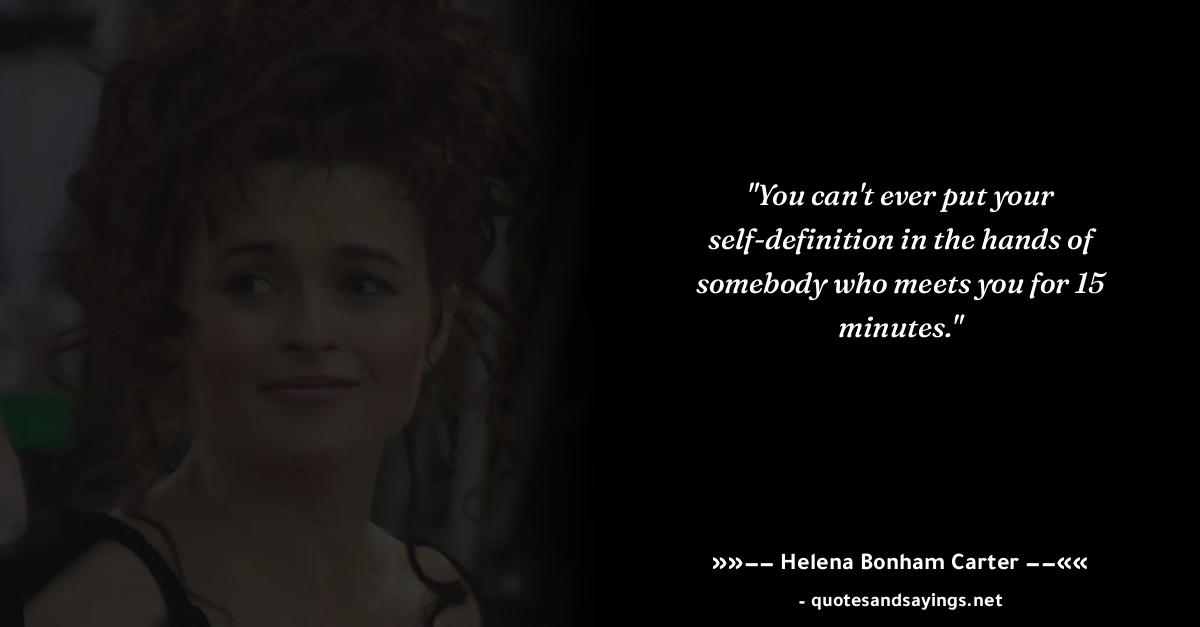 "You can't ever put your
self-definition in the hands of
somebody who meets you for 15
minutes."
»»–– Helena Bonham Carter ––««
- quotesandsayings.net